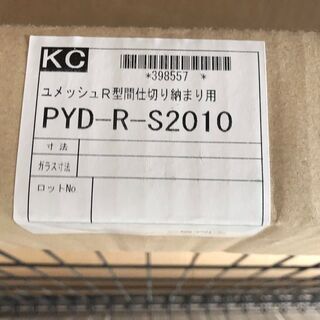 KC
*398557 *
ユメッシュR型間仕切り納まり用
PYD-R-S2010
寸法
ガラス寸法
ロットNo